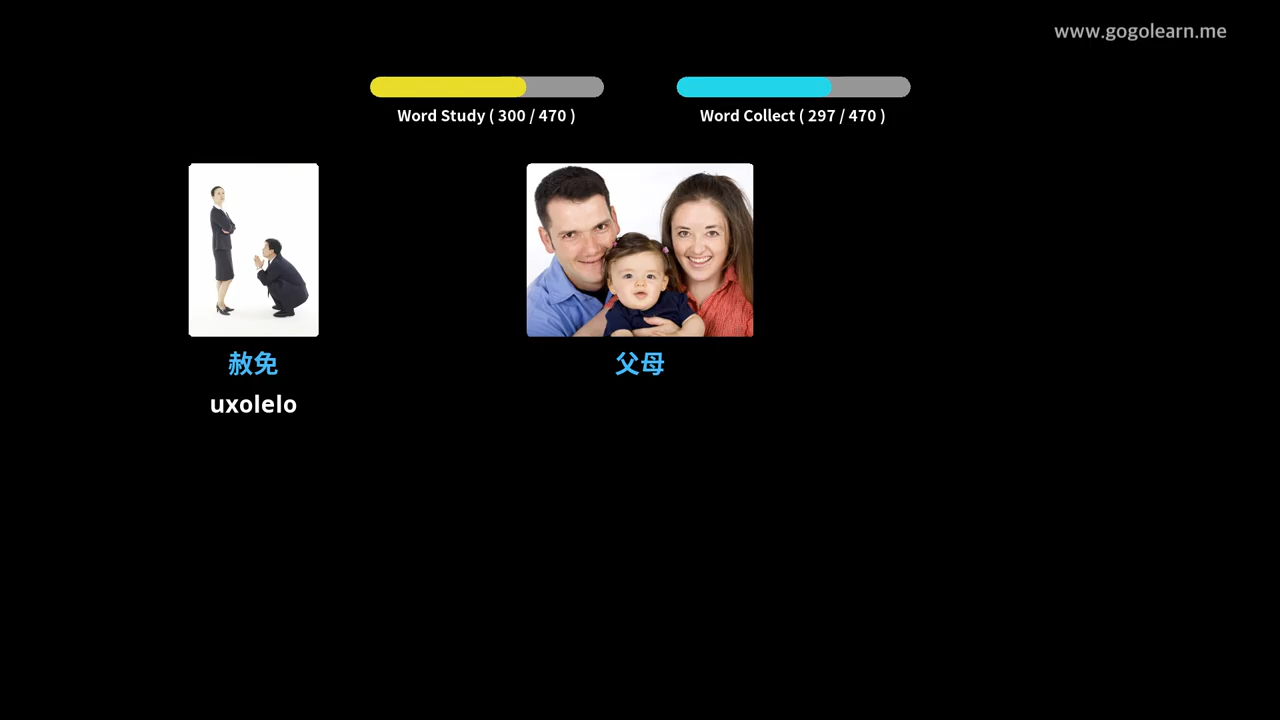 www.gogolearn.me
Word Study ( 300 / 470 )
Word Collect ( 297 / 470 )
赦免
父母
uxolelo